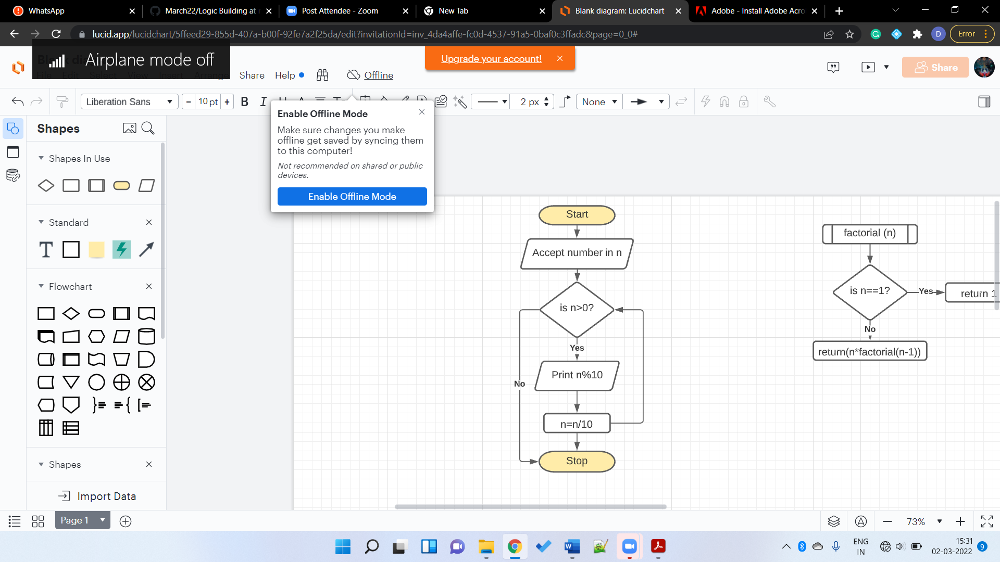 WhatsApp
March22/Logic Building at
Post Attendee - Zoom
New Tab
Blank diagram: Lucidchart
Adobe - Install Adobe Acro
lucid.app/lucidchart/5ffeed29-855d-407a-b00f-92fe7a2f25da/edit?invitationId=inv_4da4affe-fc0d-4537-91a5-0baf0c3ffadc&page=0_0#
D
Error
Airplane mode off
File Edit Select View Insert Arrange Share Help
Offline
Upgrade your account!
Share
Liberation Sans
- 10 pt +
B I U A
2 px
None
Shapes
Shapes In Use
Standard
T
Flowchart
Shapes
Import Data
Enable Offline Mode
Make sure changes you make
offline get saved by syncing them
to this computer!
Not recommended on shared or public
devices.
Enable Offline Mode
Start
Accept number in n
is n>0?
Yes
No
Print n%10
n=n/10
Stop
factorial (n)
is n==1?
Yes
return 1
No
return(n*factorial(n-1))
Page 1
73%
ENG
IN
15:31
02-03-2022
9